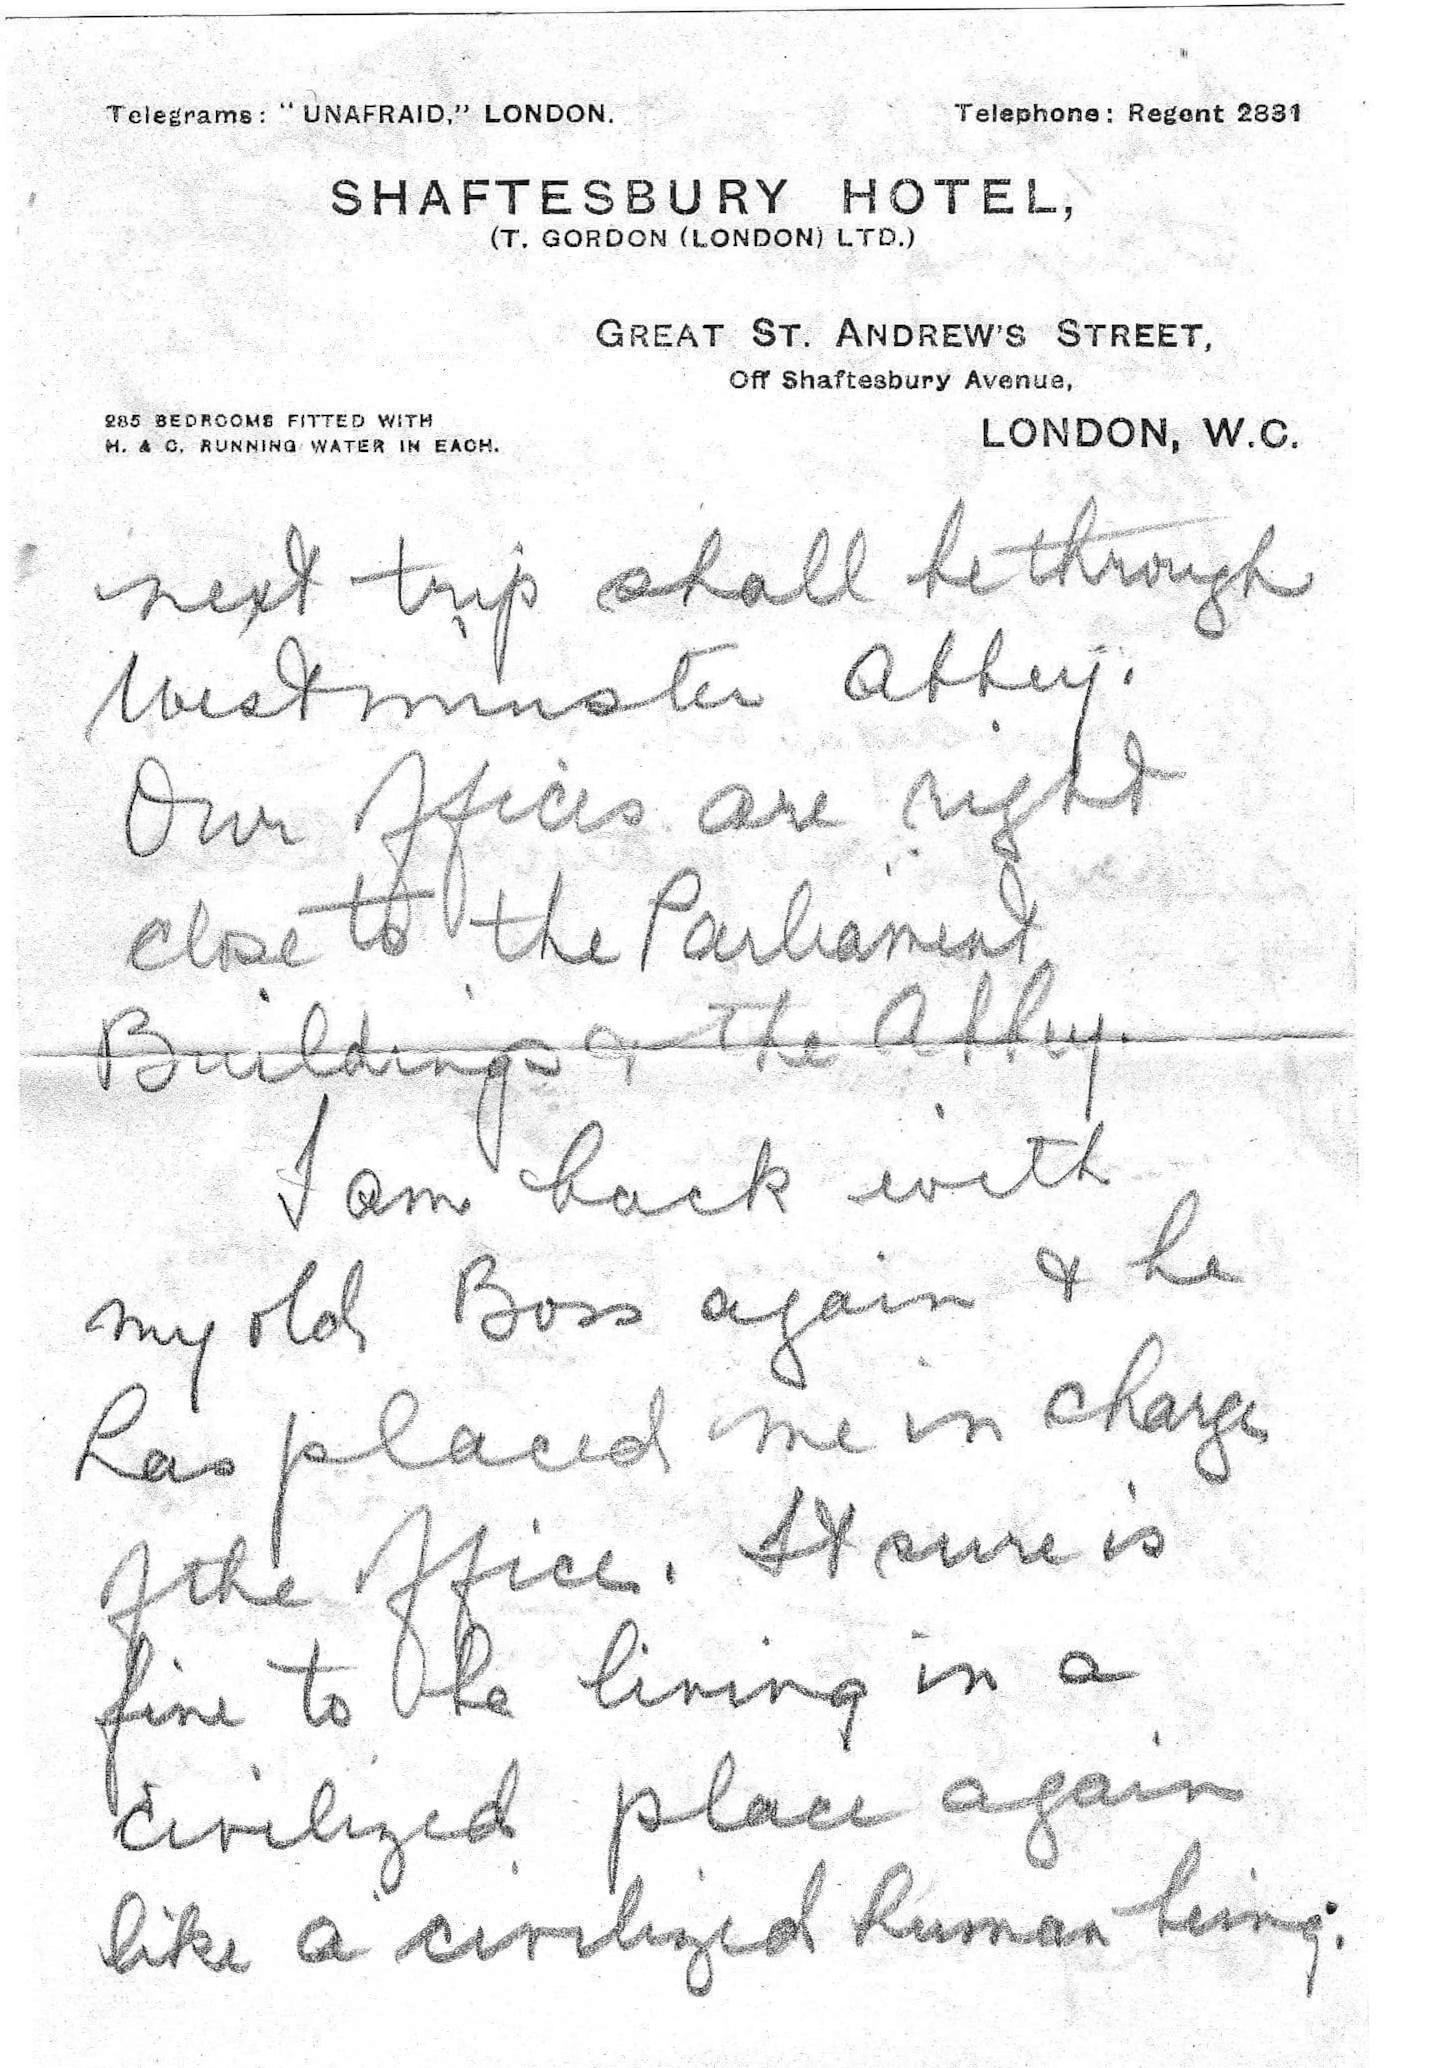 Telegrams: "UNAFRAID," LONDON. Telephone: Regent 2831
SHAFTESBURY HOTEL,
(T. GORDON (LONDON) LTD.)
GREAT ST. ANDREW'S STREET,
Off Shaftesbury Avenue,
285 BEDROOMS FITTED WITH
H. & C. RUNNING WATER IN EACH.
LONDON, W.C.
next trip shall be through
Westminster Abbey.
Our offices are right
close to the Parliament
Buildings & the Abbey.
I am back with
my old Boss again & he
has placed me in charge
of the office. It sure is
fine to be living in a
civilized place again
like a civilized human being.